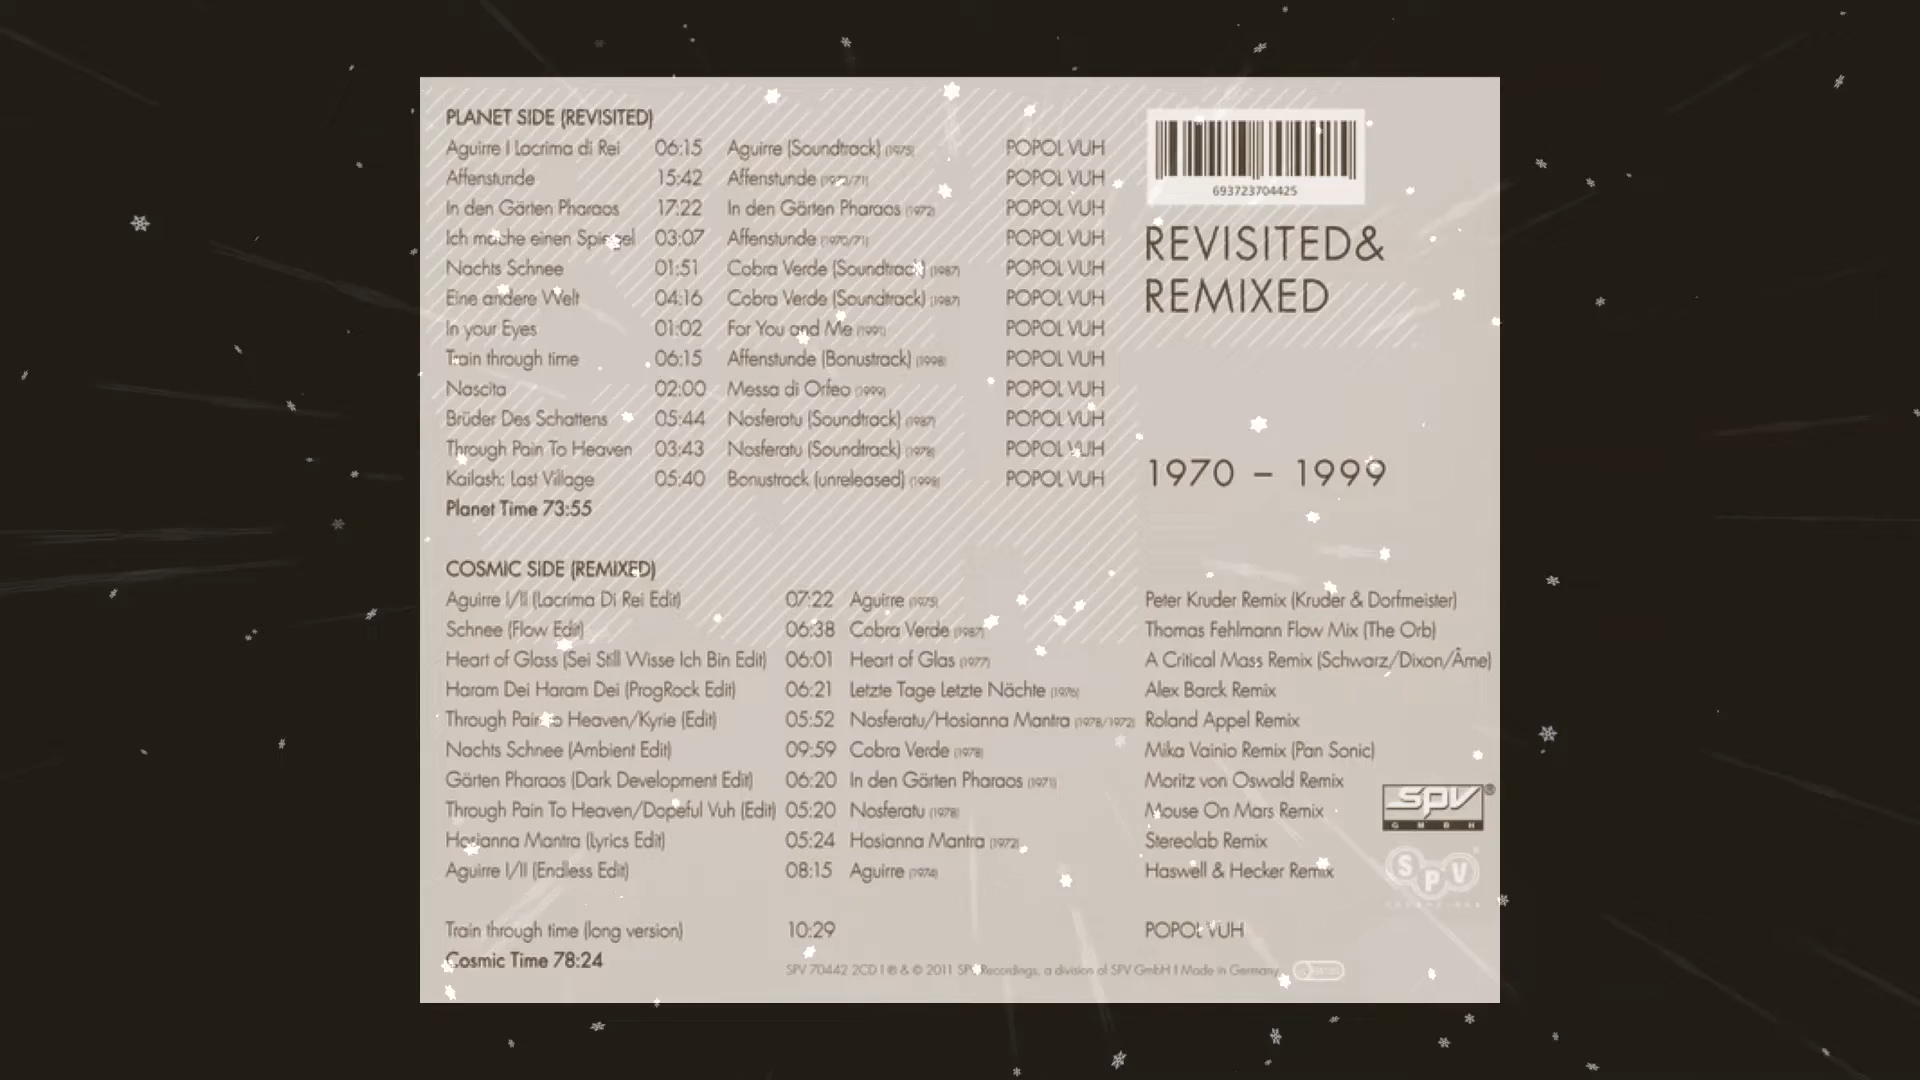 PLANET SIDE (REVISITED)
Aguirre I Lacrima di Rei 06:15 Aguirre (Soundtrack) (1975) POPOL VUH
Affenstunde 15:42 Affenstunde (1970/71) POPOL VUH
In den Gärten Pharaos 17:22 In den Gärten Pharaos (1972) POPOL VUH
Ich mache einen Spiegel 03:07 Affenstunde (1970/71) POPOL VUH
Nachts Schnee 01:51 Cobra Verde (Soundtrack) (1987) POPOL VUH
Eine andere Welt 04:16 Cobra Verde (Soundtrack) (1987) POPOL VUH
In your Eyes 01:02 For You and Me (1991) POPOL VUH
Train through time 06:15 Affenstunde (Bonustrack) (1998) POPOL VUH
Nascita 02:00 Messa di Orfeo (1999) POPOL VUH
Brüder Des Schattens 05:44 Nosferatu (Soundtrack) (1987) POPOL VUH
Through Pain To Heaven 03:43 Nosferatu (Soundtrack) (1978) POPOL VUH
Kailash: Last Village 05:40 Bonustrack (unreleased) (1998) POPOL VUH
Planet Time 73:55
693723704425
REVISITED&
REMIXED
1970 – 1999
COSMIC SIDE (REMIXED)
Aguirre I/II (Lacrima Di Rei Edit) 07:22 Aguirre (1975) Peter Kruder Remix (Kruder & Dorfmeister)
Schnee (Flow Edit) 06:38 Cobra Verde (1987) Thomas Fehlmann Flow Mix (The Orb)
Heart of Glass (Sei Still Wisse Ich Bin Edit) 06:01 Heart of Glas (1977) A Critical Mass Remix (Schwarz/Dixon/Âme)
Haram Dei Haram Dei (ProgRock Edit) 06:21 Letzte Tage Letzte Nächte (1976) Alex Barck Remix
Through Pain To Heaven/Kyrie (Edit) 05:52 Nosferatu/Hosianna Mantra (1978/1972) Roland Appel Remix
Nachts Schnee (Ambient Edit) 09:59 Cobra Verde (1978) Mika Vainio Remix (Pan Sonic)
Gärten Pharaos (Dark Development Edit) 06:20 In den Gärten Pharaos (1971) Moritz von Oswald Remix
Through Pain To Heaven/Dopeful Vuh (Edit) 05:20 Nosferatu (1978) Mouse On Mars Remix
Hosianna Mantra (Lyrics Edit) 05:24 Hosianna Mantra (1972) Stereolab Remix
Aguirre I/II (Endless Edit) 08:15 Aguirre (1974) Haswell & Hecker Remix
spv ®
GMBH
SPV
Train through time (long version) 10:29 POPOL VUH
Cosmic Time 78:24
SPV 70442 2CD I ℗ & © 2011 SPV Recordings, a division of SPV GmbH I Made in Germany